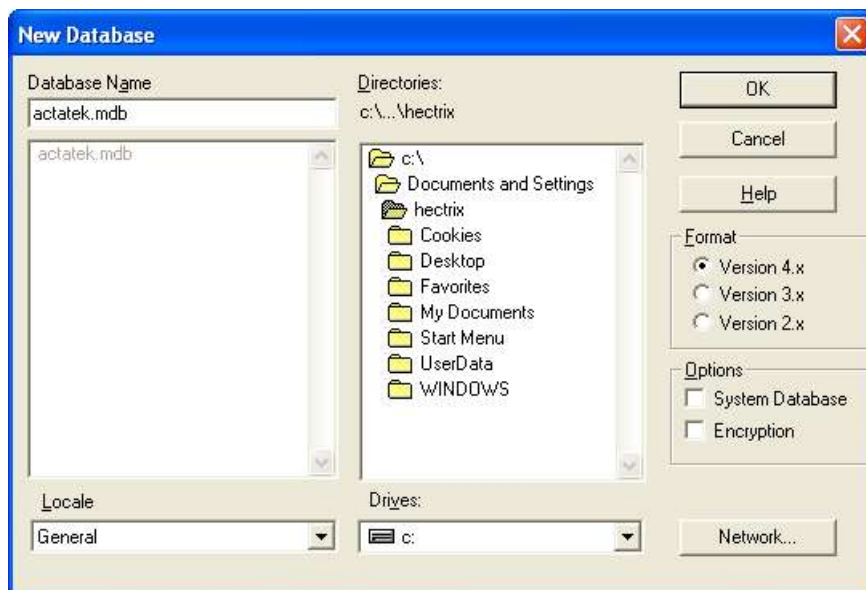 New Database
Database Name
actatek.mdb
actatek.mdb
Locale
General
Directories:
c:\...\hectrix
c:\
Documents and Settings
hectrix
Cookies
Desktop
Favorites
My Documents
Start Menu
UserData
WINDOWS
Drives:
c:
OK
Cancel
Help
Format
Version 4.x
Version 3.x
Version 2.x
Options
System Database
Encryption
Network...